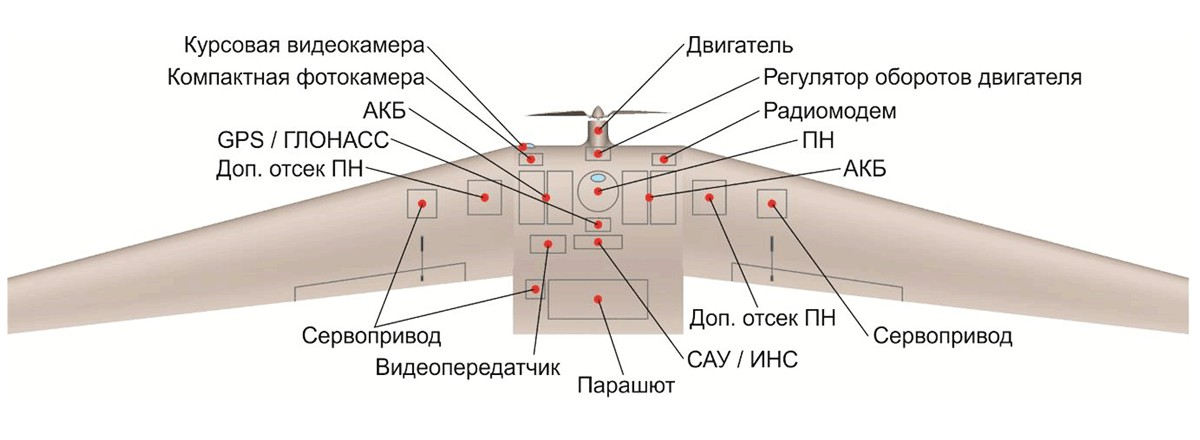 Курсовая видеокамера
Двигатель
Компактная фотокамера
Регулятор оборотов двигателя
АКБ
Радиомодем
GPS / ГЛОНАСС
ПН
Доп. отсек ПН
АКБ
Доп. отсек ПН
Сервопривод
Сервопривод
Видеопередатчик
САУ / ИНС
Парашют